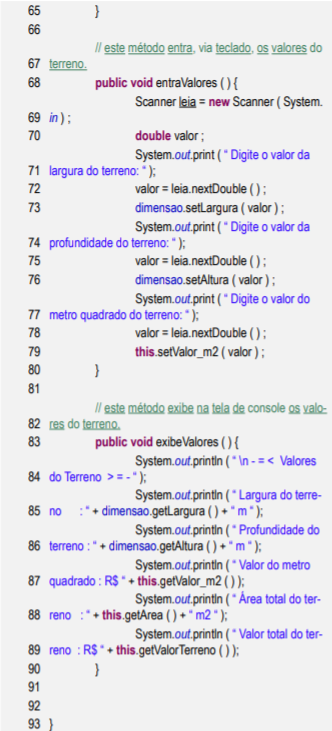 65 }
66
// este método entra, via teclado, os valores do
67 terreno.
68 public void entraValores ( ) {
Scanner leia = new Scanner ( System.
69 in ) ;
70 double valor ;
System.out.print ( “ Digite o valor da
71 largura do terreno: “ );
72 valor = leia.nextDouble ( ) ;
73 dimensao.setLargura ( valor ) ;
System.out.print ( “ Digite o valor da
74 profundidade do terreno: “ );
75 valor = leia.nextDouble ( ) ;
76 dimensao.setAltura ( valor ) ;
System.out.print ( “ Digite o valor do
77 metro quadrado do terreno: “ );
78 valor = leia.nextDouble ( ) ;
79 this.setValor_m2 ( valor ) ;
80 }
81
// este método exibe na tela de console os valo-
82 res do terreno.
83 public void exibeValores ( ) {
System.out.println ( “ \n - = < Valores
84 do Terreno > = - “ );
System.out.println ( “ Largura do terre-
85 no : “ + dimensao.getLargura ( ) + “ m “ );
System.out.println ( “ Profundidade do
86 terreno : “ + dimensao.getAltura ( ) + “ m “ );
System.out.println ( “ Valor do metro
87 quadrado : R$ “ + this.getValor_m2 ( ) );
System.out.println ( “ Área total do ter-
88 reno : “ + this.getArea ( ) + “ m2 “ );
System.out.println ( “ Valor total do ter-
89 reno : R$ “ + this.getValorTerreno ( ) );
90 }
91
92
93 }